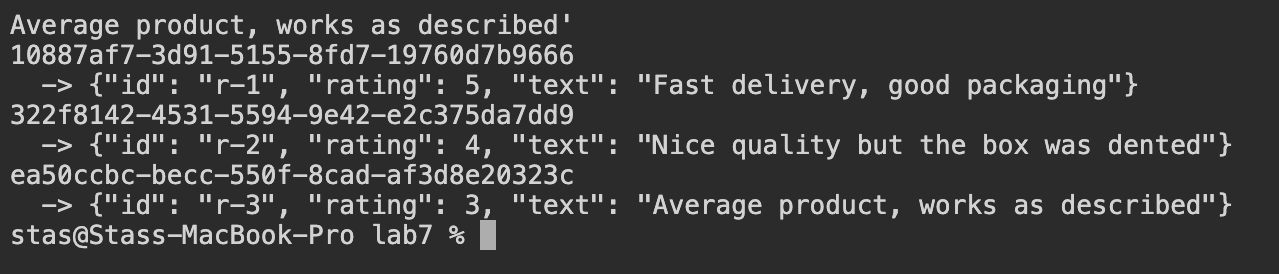 Average product, works as described'
10887af7-3d91-5155-8fd7-19760d7b9666
  -> {"id": "r-1", "rating": 5, "text": "Fast delivery, good packaging"}
322f8142-4531-5594-9e42-e2c375da7dd9
  -> {"id": "r-2", "rating": 4, "text": "Nice quality but the box was dented"}
ea50ccbc-becc-550f-8cad-af3d8e20323c
  -> {"id": "r-3", "rating": 3, "text": "Average product, works as described"}
stas@Stass-MacBook-Pro lab7 %